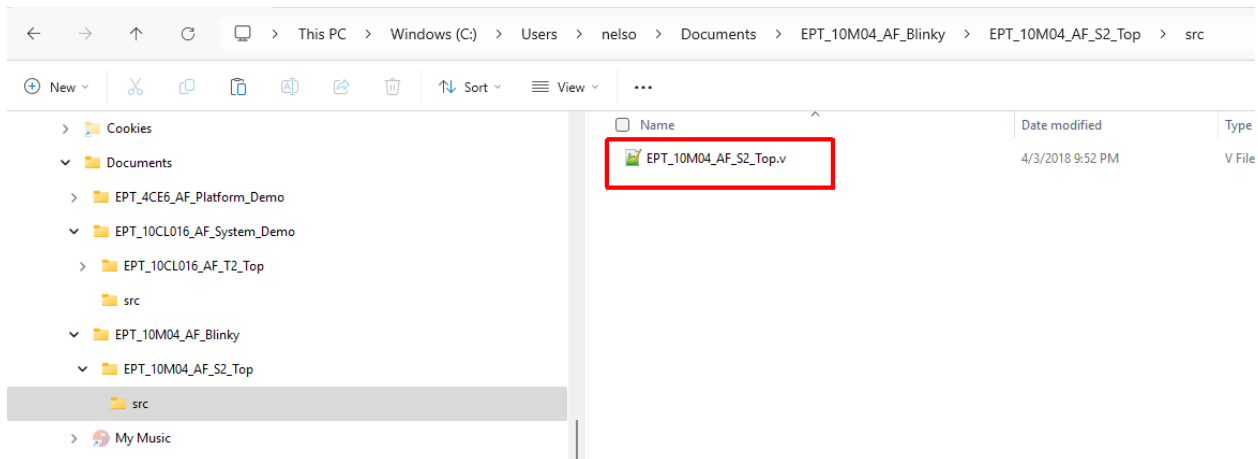 This PC > Windows (C:) > Users > nelso > Documents > EPT_10M04_AF_Blinky > EPT_10M04_AF_S2_Top > src
New Sort View ...
Name Date modified Type
Cookies
Documents
EPT_10M04_AF_S2_Top.v 4/3/2018 9:52 PM V File
EPT_4CE6_AF_Platform_Demo
EPT_10CL016_AF_System_Demo
EPT_10CL016_AF_T2_Top
src
EPT_10M04_AF_Blinky
EPT_10M04_AF_S2_Top
src
My Music